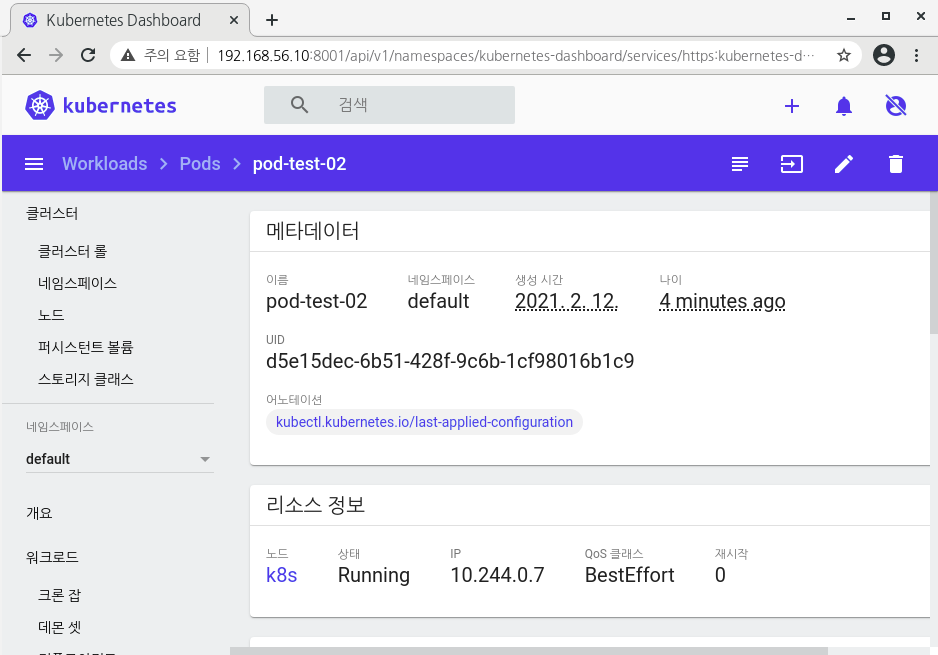 Kubernetes Dashboard
주의 요함 192.168.56.10:8001/api/v1/namespaces/kubernetes-dashboard/services/https:kubernetes-d…
kubernetes
검색
Workloads > Pods > pod-test-02
클러스터
클러스터 롤
네임스페이스
노드
퍼시스턴트 볼륨
스토리지 클래스
네임스페이스
default
개요
워크로드
크론 잡
데몬 셋
메타데이터
이름 네임스페이스 생성 시간 나이
pod-test-02 default 2021. 2. 12. 4 minutes ago
UID
d5e15dec-6b51-428f-9c6b-1cf98016b1c9
어노테이션
kubectl.kubernetes.io/last-applied-configuration
리소스 정보
노드 상태 IP QoS 클래스 재시작
k8s Running 10.244.0.7 BestEffort 0